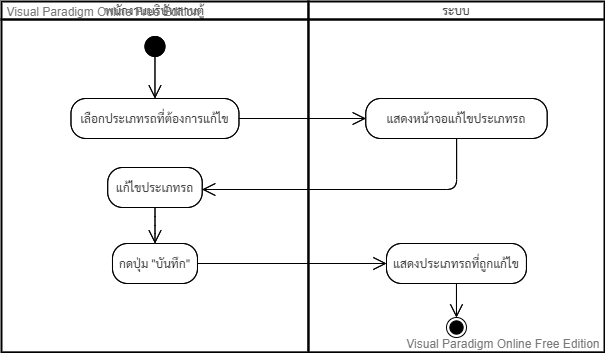 Visual Paradigm Online Free Edition
ระบบ
เลือกประเภทรถที่ต้องการแก้ไข
แสดงหน้าจอแก้ไขประเภทรถ
แก้ไขประเภทรถ
กดปุ่ม "บันทึก"
แสดงประเภทรถที่ถูกแก้ไข
Visual Paradigm Online Free Edition